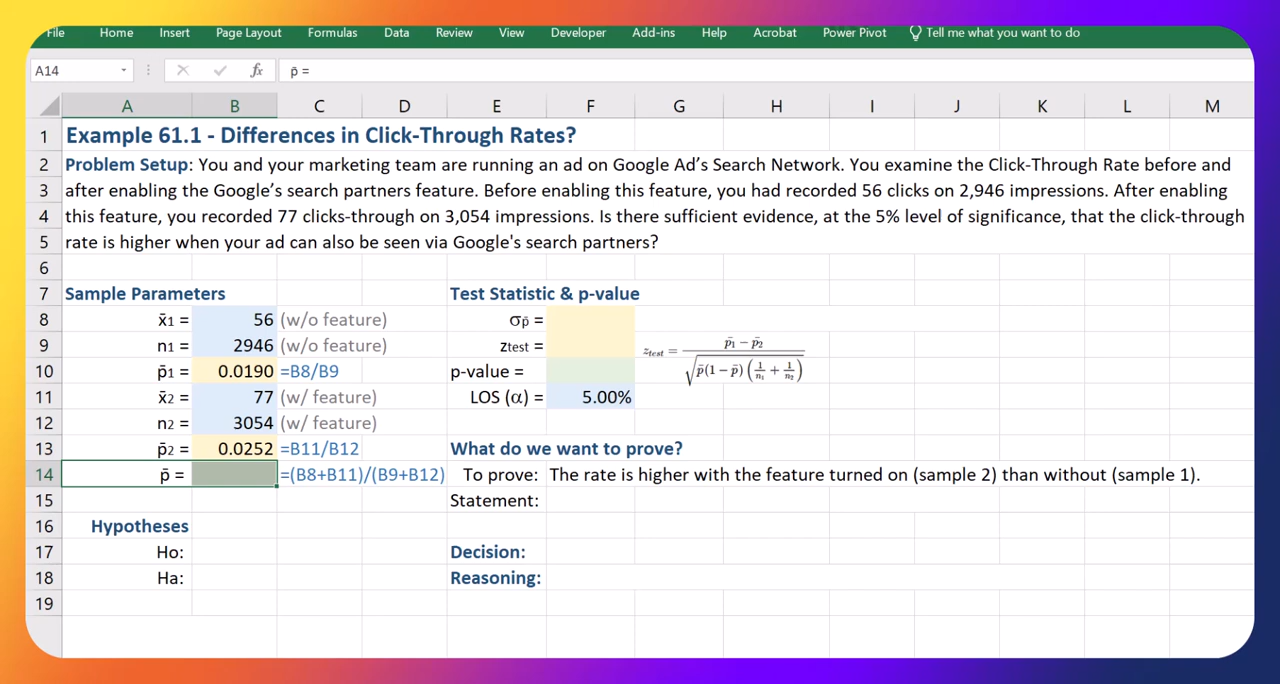 File Home Insert Page Layout Formulas Data Review View Developer Add-ins Help Acrobat Power Pivot Tell me what you want to do
A14 fx p̄ =
A B C D E F G H I J K L M
1 Example 61.1 - Differences in Click-Through Rates?
2 Problem Setup: You and your marketing team are running an ad on Google Ad's Search Network. You examine the Click-Through Rate before and
3 after enabling the Google's search partners feature. Before enabling this feature, you had recorded 56 clicks on 2,946 impressions. After enabling
4 this feature, you recorded 77 clicks-through on 3,054 impressions. Is there sufficient evidence, at the 5% level of significance, that the click-through
5 rate is higher when your ad can also be seen via Google's search partners?
6
7 Sample Parameters Test Statistic & p-value
8 x̄1 = 56 (w/o feature) σp̄ =
9 n1 = 2946 (w/o feature) ztest = z_test = (p̄1 − p̄2) / √(p̄(1 − p̄)(1/n1 + 1/n2))
10 p̄1 = 0.0190 =B8/B9 p-value =
11 x̄2 = 77 (w/ feature) LOS (α) = 5.00%
12 n2 = 3054 (w/ feature)
13 p̄2 = 0.0252 =B11/B12 What do we want to prove?
14 p̄ = =(B8+B11)/(B9+B12) To prove: The rate is higher with the feature turned on (sample 2) than without (sample 1).
15 Statement:
16 Hypotheses
17 Ho: Decision:
18 Ha: Reasoning:
19